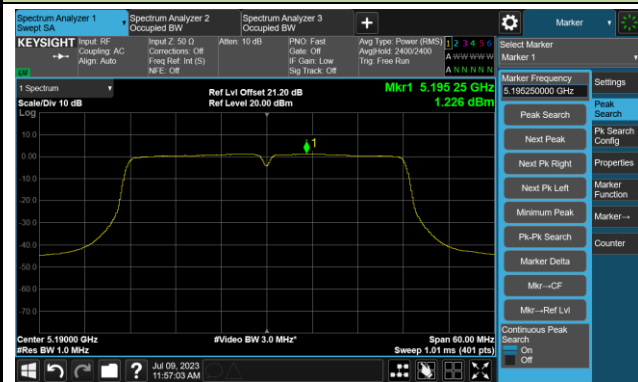 Spectrum Analyzer 1
Swept SA
Spectrum Analyzer 2
Occupied BW
Spectrum Analyzer 3
Occupied BW
Marker
KEYSIGHT
Input: RF
Coupling: AC
Align: Auto
Input Z: 50 Ω
Corrections: Off
Freq Ref: Int (S)
NFE: Off
Atten: 10 dB
PNO: Fast
Gate: Off
IF Gain: Low
Sig Track: Off
Avg Type: Power (RMS)
Avg|Hold: 2400/2400
Trig: Free Run
1 2 3 4 5 6
A W W W W W
A N N N N N
LXI
Select Marker
Marker 1
1 Spectrum
Scale/Div 10 dB
Log
Ref Lvl Offset 21.20 dB
Ref Level 20.00 dBm
Mkr1 5.195 25 GHz
1.226 dBm
Marker Frequency
5.195250000 GHz
Settings
Peak Search
Next Peak
Next Pk Right
Next Pk Left
Minimum Peak
Pk-Pk Search
Marker Delta
Mkr→CF
Mkr→Ref Lvl
Continuous Peak
Search
On
Off
Peak
Search
Pk Search
Config
Properties
Marker
Function
Marker→
Counter
10.0
0.00
-10.0
-20.0
-30.0
-40.0
-50.0
-60.0
-70.0
1
Center 5.19000 GHz
#Res BW 1.0 MHz
#Video BW 3.0 MHz*
Span 60.00 MHz
Sweep 1.01 ms (401 pts)
?
Jul 09, 2023
11:57:03 AM